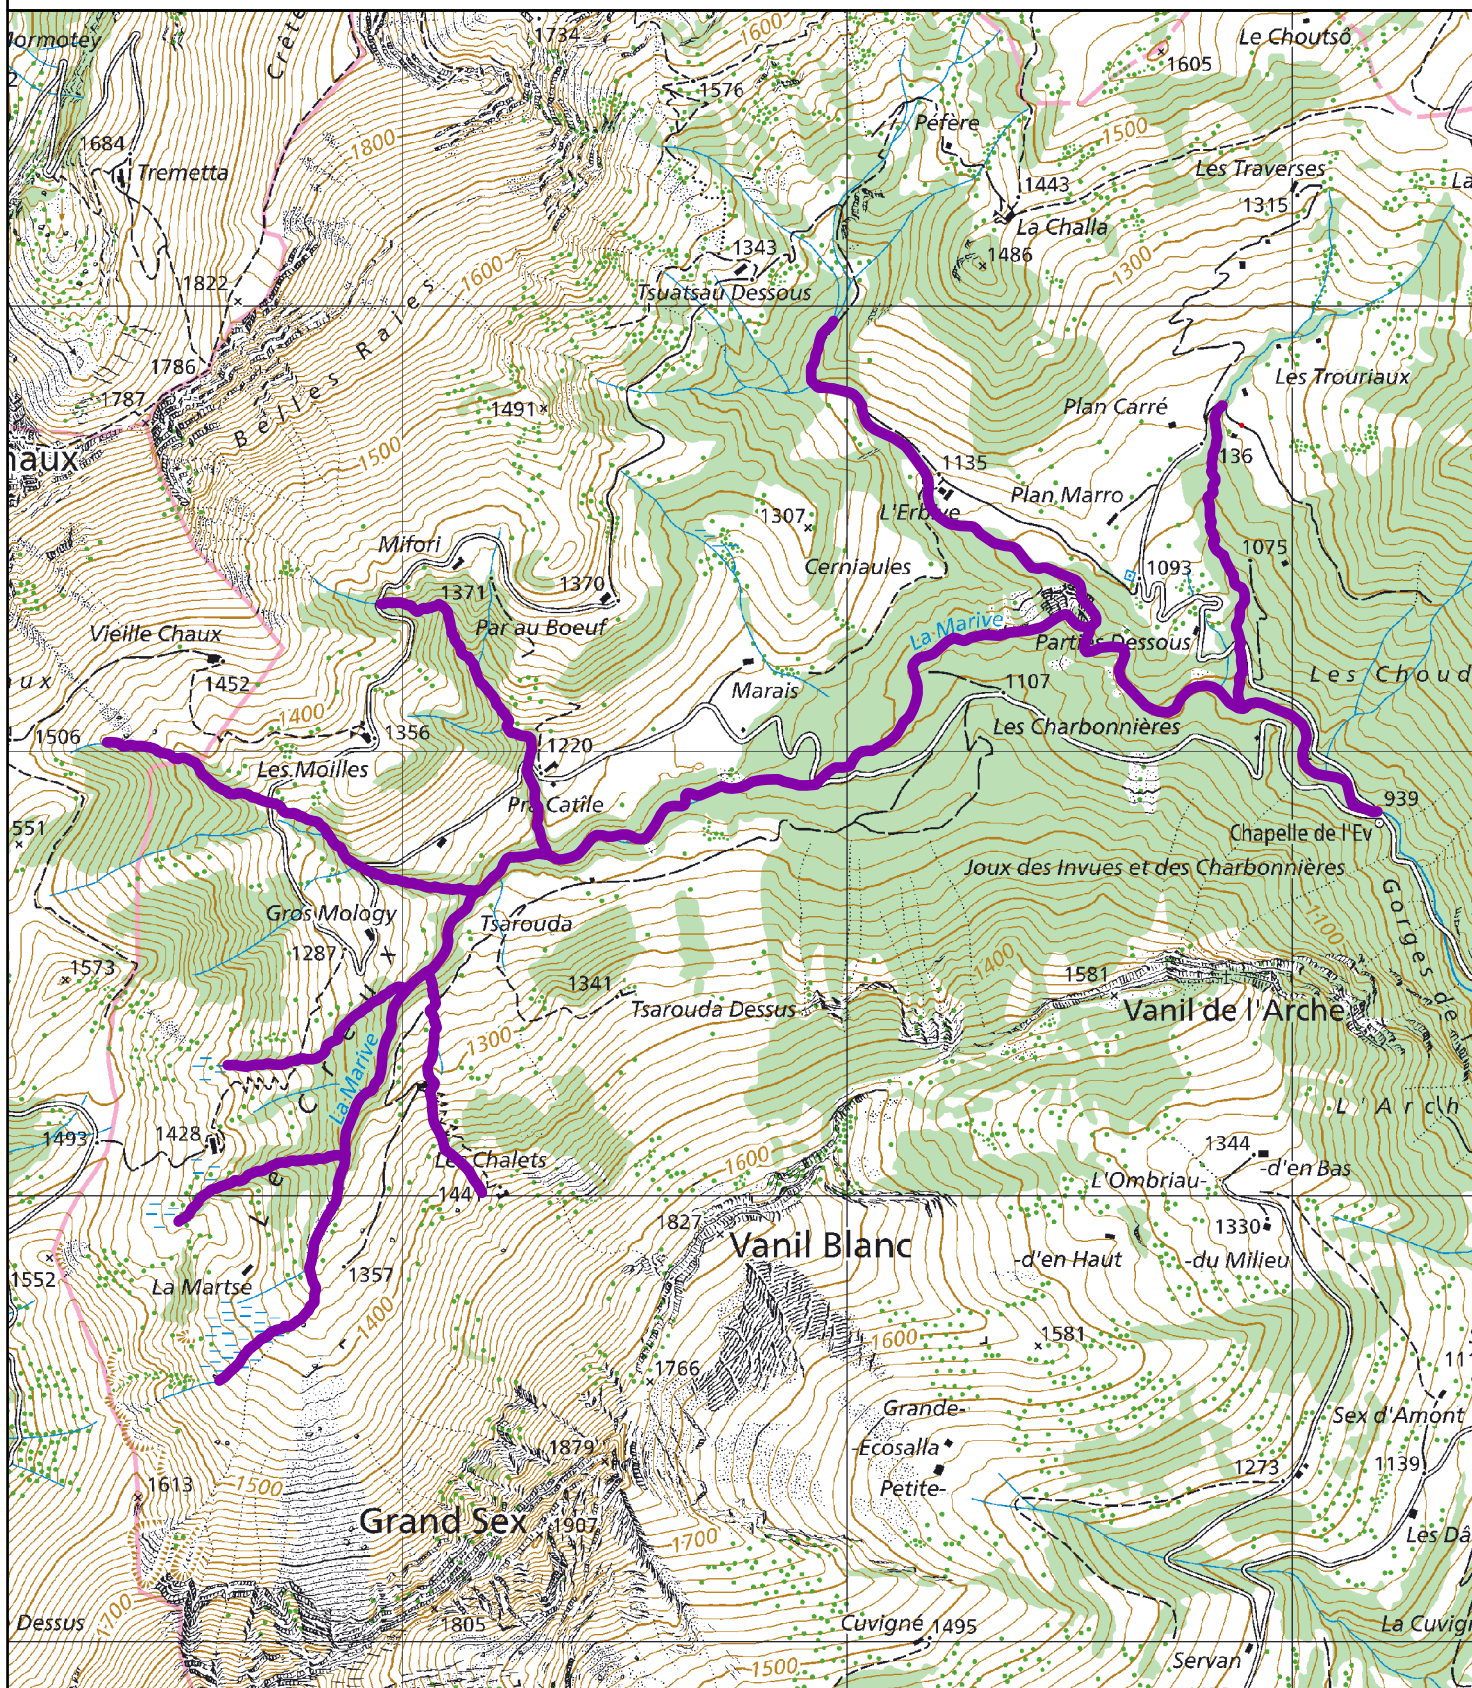 1734
1600
Le Choutsô
1605
1576
Péfère
1500
1684
1800
Tremetta
Les Traverses
1443
1315
La Challa
1343
1486
1300
1822
1600
Tsuatsau Dessous
1786
Les Trouriaux
1787
Belles Raies
1491
Plan Carré
1500
136
1135
Plan Marro
1307
L'Erbive
Mifori
1075
Cerniaules
1093
1370
1371
Vieille Chaux
Par au Boeuf
La Marive
Parties Dessous
1452
Marais
1107
1400
Les Charbonnières
1506
1356
1220
Les Moilles
Pra Catîle
939
551
Chapelle de l'Ev
Joux des Invues et des Charbonnières
Gros Mology
Tsarouda
1100
Gorges de
1287
1573
1400
1341
1581
Tsarouda Dessus
Vanil de l'Arche
1300
Le Creux
La Marive
L'Arch
1493
1428
1344
Les Chalets
1600
-d'en Bas
144
L'Ombriau-
1827
1330
Vanil Blanc
1552
-d'en Haut
-du Milieu
1357
La Martse
1400
1600
1581
1766
Grande-
Sex d'Amont
-Ecosalla
1879
1273
1139
1613
1500
Petite-
Grand Sex
1907
1700
Les Dâ
1700
Dessus
1805
Cuvigné
1495
La Cuvig
1500
Servan